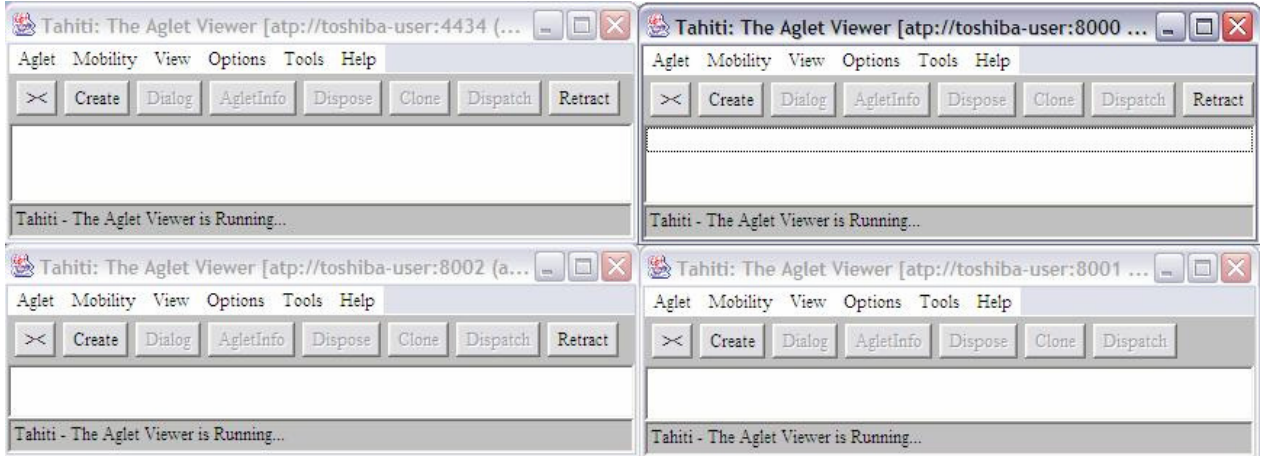 Tahiti: The Aglet Viewer [atp://toshiba-user:4434 (...
Aglet Mobility View Options Tools Help
>< Create Dialog AgletInfo Dispose Clone Dispatch Retract
Tahiti - The Aglet Viewer is Running...
Tahiti: The Aglet Viewer [atp://toshiba-user:8000 ...
Aglet Mobility View Options Tools Help
>< Create Dialog AgletInfo Dispose Clone Dispatch Retract
Tahiti - The Aglet Viewer is Running...
Tahiti: The Aglet Viewer [atp://toshiba-user:8002 (a...
Aglet Mobility View Options Tools Help
>< Create Dialog AgletInfo Dispose Clone Dispatch Retract
Tahiti - The Aglet Viewer is Running...
Tahiti: The Aglet Viewer [atp://toshiba-user:8001 ...
Aglet Mobility View Options Tools Help
>< Create Dialog AgletInfo Dispose Clone Dispatch
Tahiti - The Aglet Viewer is Running...